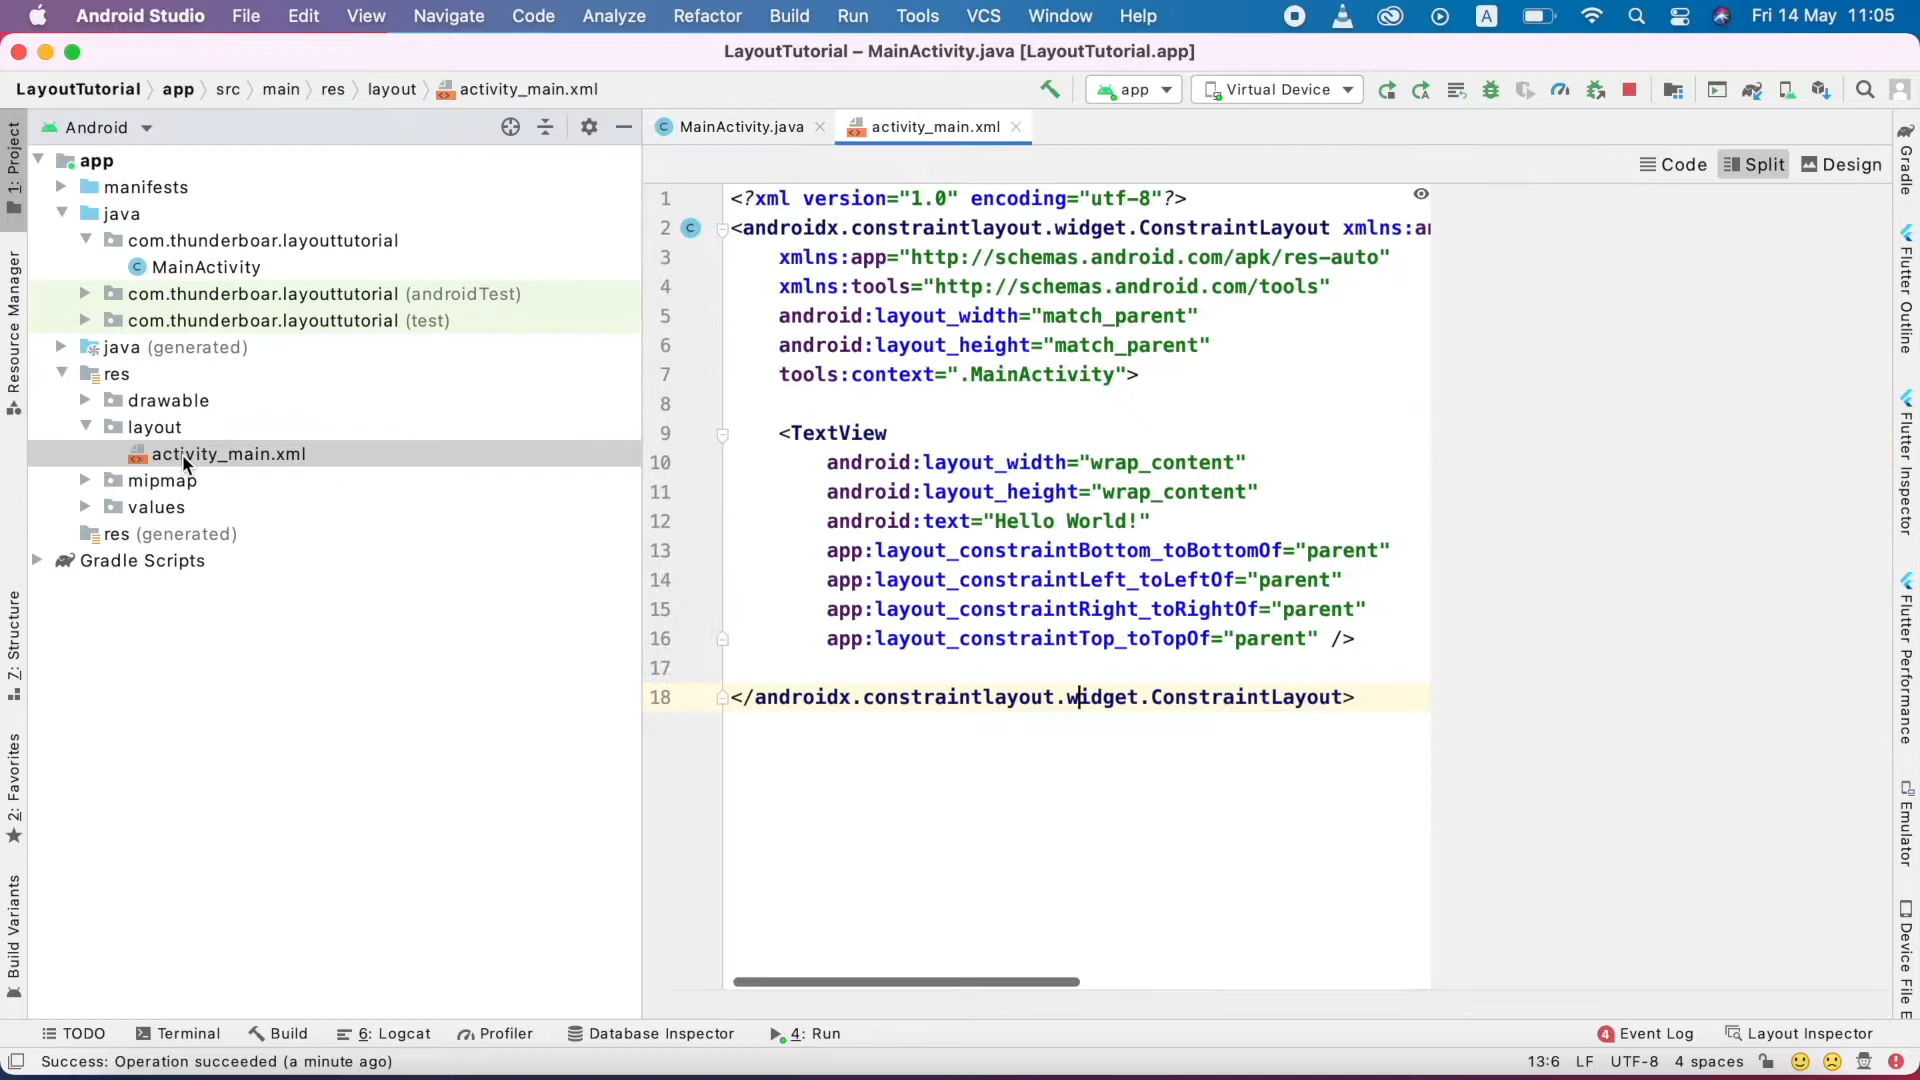 Android Studio File Edit View Navigate Code Analyze Refactor Build Run Tools VCS Window Help A Fri 14 May 11:05
LayoutTutorial – MainActivity.java [LayoutTutorial.app]
LayoutTutorial app src main res layout activity_main.xml app Virtual Device
Android MainActivity.java activity_main.xml
Code Split Design
1: Project
Resource Manager
7: Structure
2: Favorites
Build Variants
app
manifests
java
com.thunderboar.layouttutorial
C MainActivity
com.thunderboar.layouttutorial (androidTest)
com.thunderboar.layouttutorial (test)
java (generated)
res
drawable
layout
activity_main.xml
mipmap
values
res (generated)
Gradle Scripts
1 <?xml version="1.0" encoding="utf-8"?>
2 C <androidx.constraintlayout.widget.ConstraintLayout xmlns:a
3 xmlns:app="http://schemas.android.com/apk/res-auto"
4 xmlns:tools="http://schemas.android.com/tools"
5 android:layout_width="match_parent"
6 android:layout_height="match_parent"
7 tools:context=".MainActivity">
8
9 <TextView
10 android:layout_width="wrap_content"
11 android:layout_height="wrap_content"
12 android:text="Hello World!"
13 app:layout_constraintBottom_toBottomOf="parent"
14 app:layout_constraintLeft_toLeftOf="parent"
15 app:layout_constraintRight_toRightOf="parent"
16 app:layout_constraintTop_toTopOf="parent" />
17
18 </androidx.constraintlayout.widget.ConstraintLayout>
Gradle
Flutter Outline
Flutter Inspector
Flutter Performance
Emulator
Device File E
TODO Terminal Build 6: Logcat Profiler Database Inspector 4: Run 4 Event Log Layout Inspector
Success: Operation succeeded (a minute ago) 13:6 LF UTF-8 4 spaces